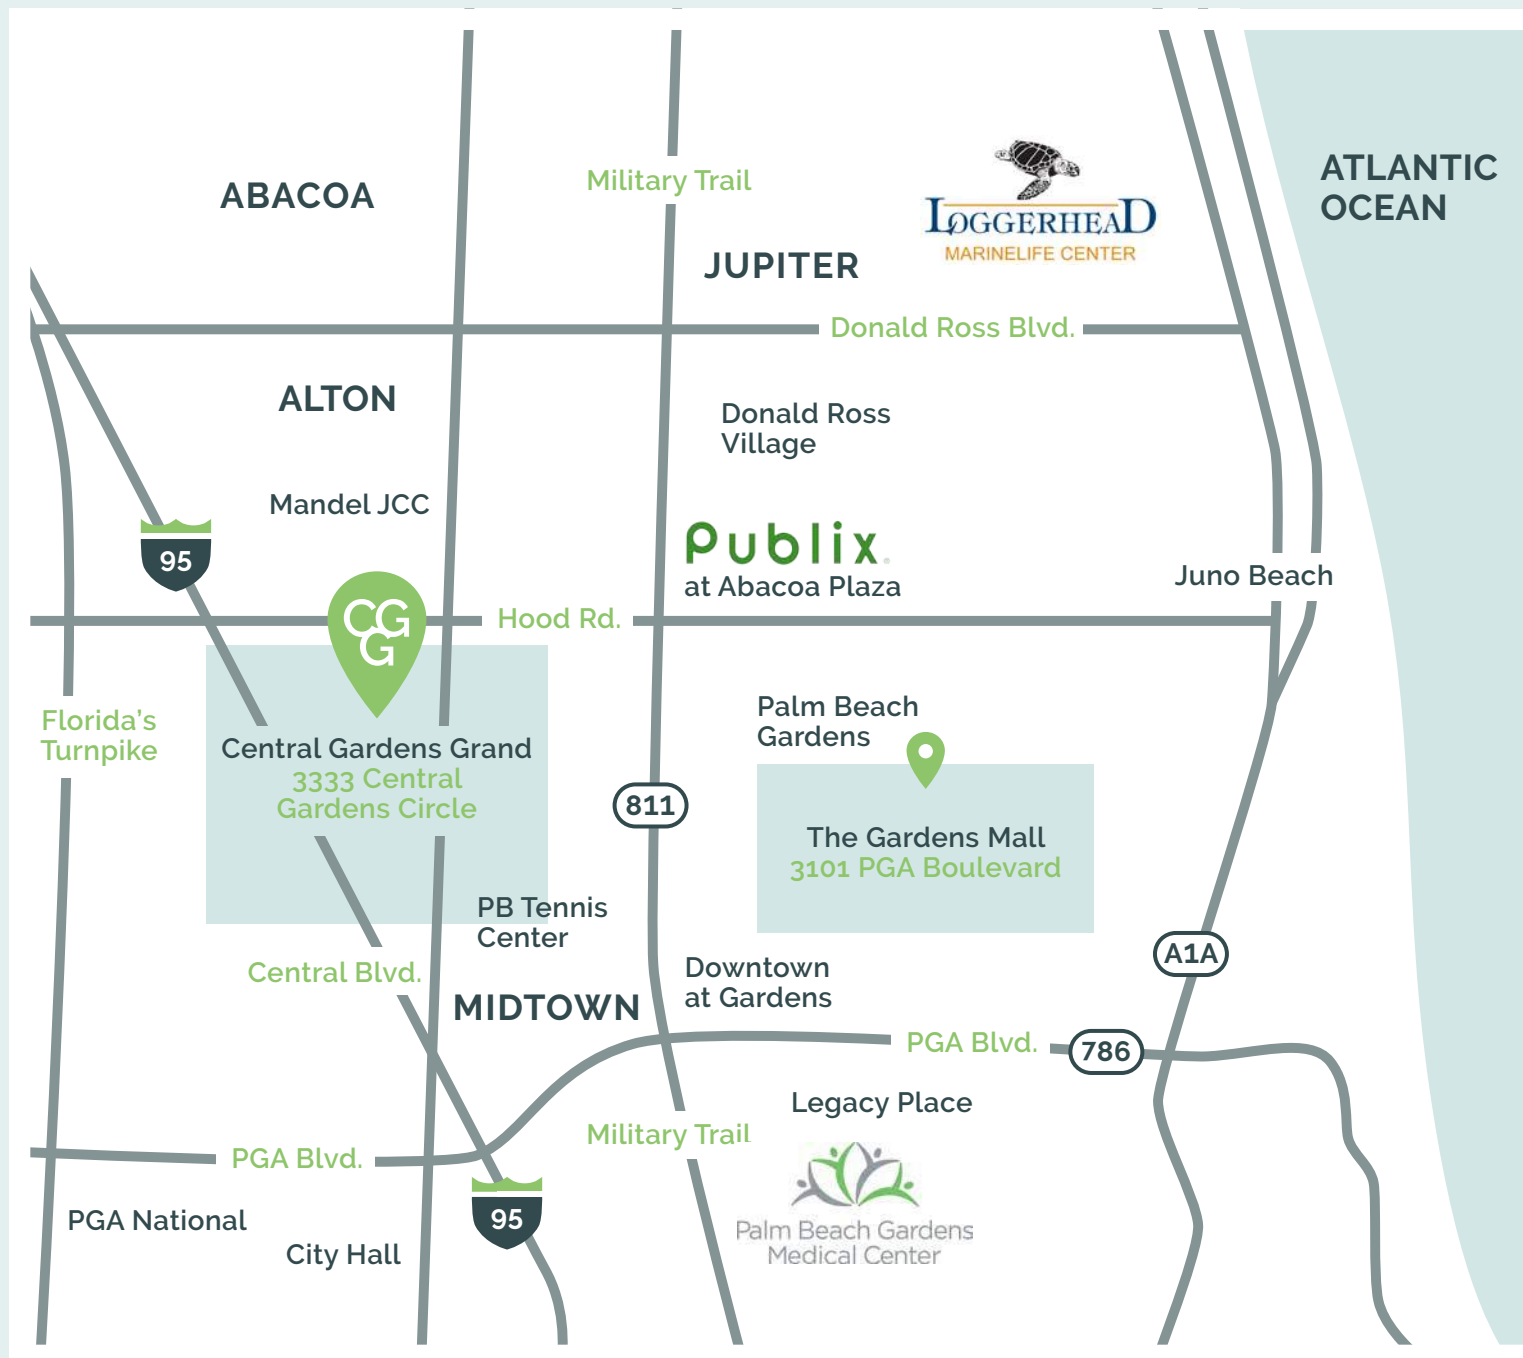 ABACOA
Military Trail
LOGGERHEAD
MARINELIFE CENTER
ATLANTIC
OCEAN
JUPITER
Donald Ross Blvd.
ALTON
Donald Ross
Village
Mandel JCC
95
Publix.
at Abacoa Plaza
Juno Beach
CG
G
Hood Rd.
Florida's
Turnpike
Central Gardens Grand
3333 Central
Gardens Circle
Palm Beach
Gardens
811
The Gardens Mall
3101 PGA Boulevard
PB Tennis
Center
Central Blvd.
MIDTOWN
Downtown
at Gardens
A1A
PGA Blvd.
786
Legacy Place
Military Trail
PGA Blvd.
95
PGA National
City Hall
Palm Beach Gardens
Medical Center